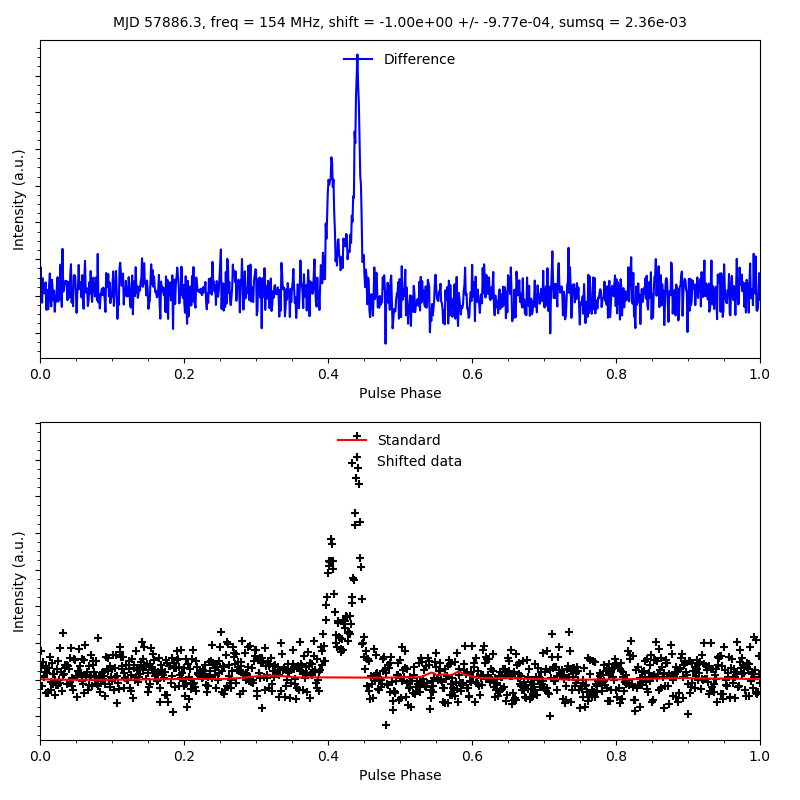 MJD 57886.3, freq = 154 MHz, shift = -1.00e+00 +/- -9.77e-04, sumsq = 2.36e-03
Difference
Intensity (a.u.)
0.0 0.2 0.4 0.6 0.8 1.0
Pulse Phase
Standard
Shifted data
Intensity (a.u.)
0.0 0.2 0.4 0.6 0.8 1.0
Pulse Phase